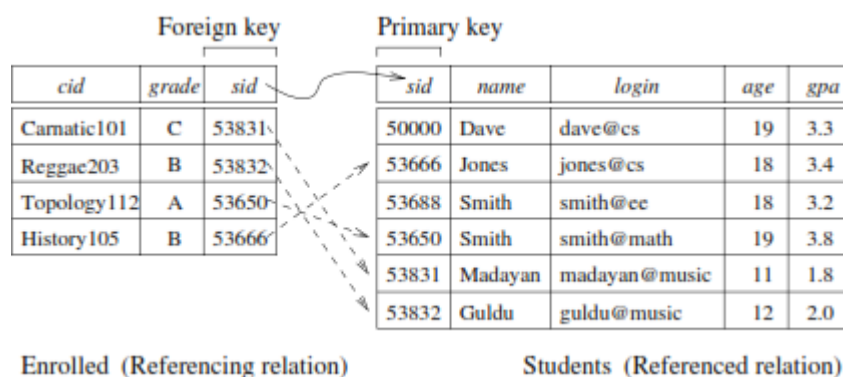 Foreign key Primary key
cid grade sid sid name login age gpa
Carnatic101 C 53831 50000 Dave dave@cs 19 3.3
Reggae203 B 53832 53666 Jones jones@cs 18 3.4
Topology112 A 53650 53688 Smith smith@ee 18 3.2
History105 B 53666 53650 Smith smith@math 19 3.8
53831 Madayan madayan@music 11 1.8
53832 Guldu guldu@music 12 2.0
Enrolled (Referencing relation) Students (Referenced relation)